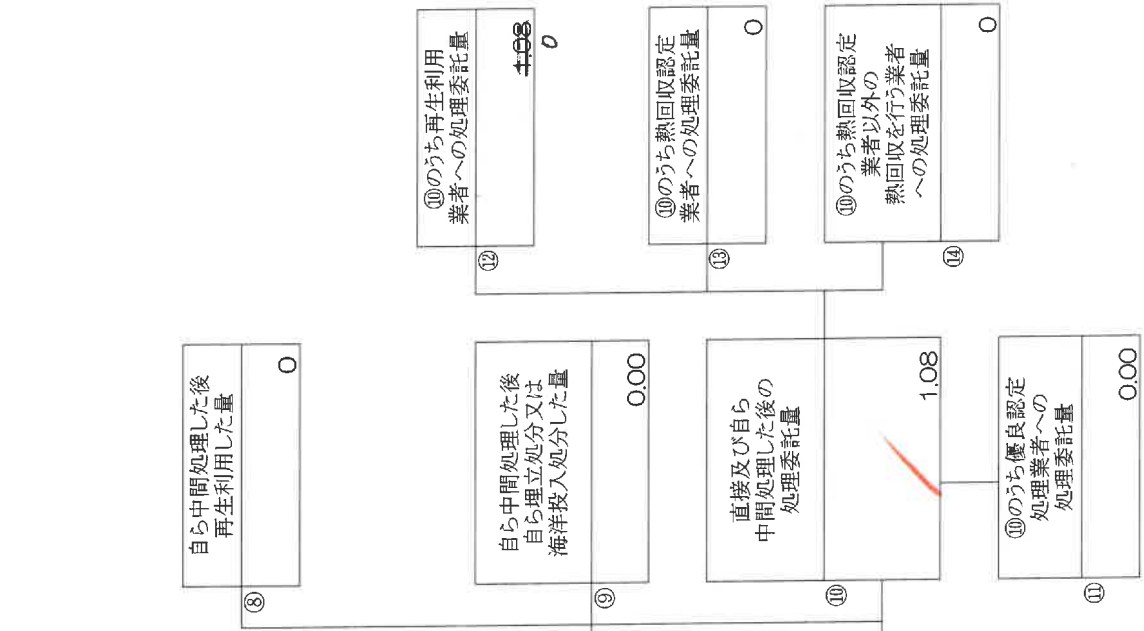 ⑧
自ら中間処理した後
再生利用した量
0
⑨
自ら中間処理した後
自ら埋立処分又は
海洋投入処分した量
0.00
⑩
直接及び自ら
中間処理した後の
処理委託量
1.08
⑪
⑩のうち優良認定
処理業者への
処理委託量
0.00
⑫
⑩のうち再生利用
業者への処理委託量
1.08
0
⑬
⑩のうち熱回収認定
業者への処理委託量
0
⑭
⑩のうち熱回収認定
業者以外の
熱回収を行う業者
への処理委託量
0